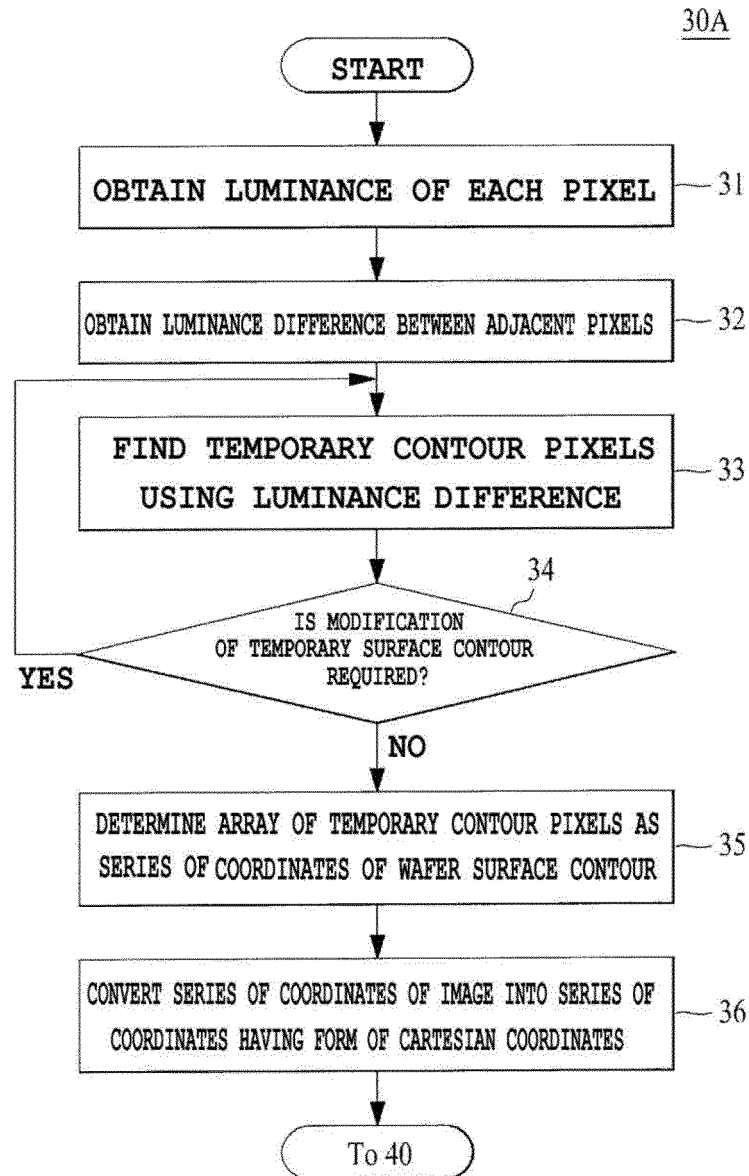 30A
START
OBTAIN LUMINANCE OF EACH PIXEL
31
OBTAIN LUMINANCE DIFFERENCE BETWEEN ADJACENT PIXELS
32
FIND TEMPORARY CONTOUR PIXELS
USING LUMINANCE DIFFERENCE
33
34
IS MODIFICATION
OF TEMPORARY SURFACE CONTOUR
REQUIRED?
YES
NO
DETERMINE ARRAY OF TEMPORARY CONTOUR PIXELS AS
SERIES OF COORDINATES OF WAFER SURFACE CONTOUR
35
CONVERT SERIES OF COORDINATES OF IMAGE INTO SERIES OF
COORDINATES HAVING FORM OF CARTESIAN COORDINATES
36
To 40